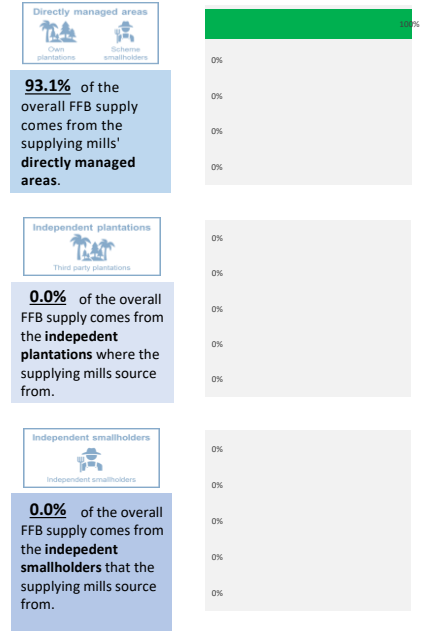 Directly managed areas
Own
plantations
Scheme
smallholders
93.1% of the
overall FFB supply
comes from the
supplying mills'
directly managed
areas.
100%
0%
0%
0%
0%
Independent plantations
Third party plantations
0.0% of the overall
FFB supply comes from
the indepedent
plantations where the
supplying mills source
from.
0%
0%
0%
0%
0%
Independent smallholders
Independent smallholders
0.0% of the overall
FFB supply comes from
the indepedent
smallholders that the
supplying mills source
from.
0%
0%
0%
0%
0%